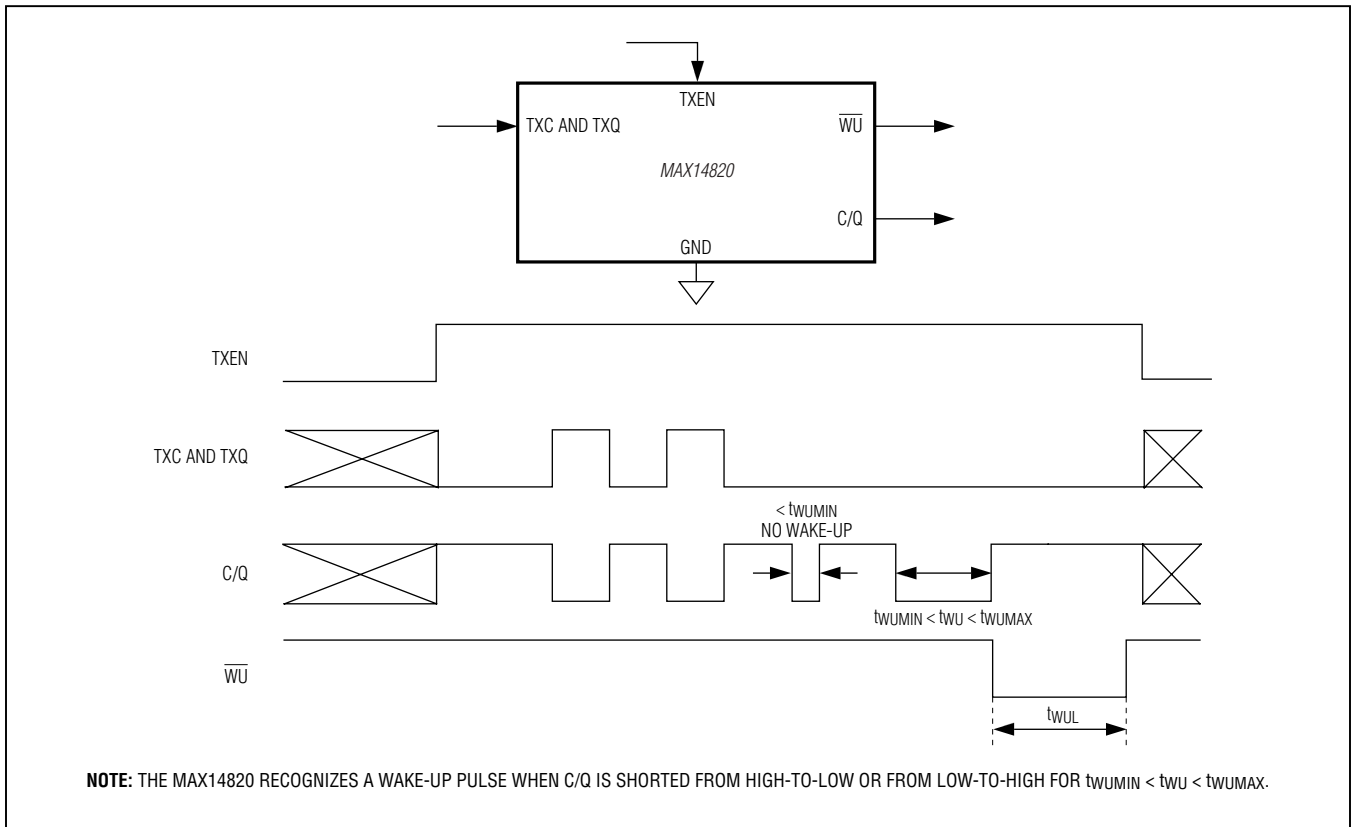 TXEN
TXC AND TXQ
W̅U̅
MAX14820
C/Q
GND
TXEN
TXC AND TXQ
< tWUMIN
NO WAKE-UP
C/Q
tWUMIN < tWU < tWUMAX
W̅U̅
tWUL
NOTE: THE MAX14820 RECOGNIZES A WAKE-UP PULSE WHEN C/Q IS SHORTED FROM HIGH-TO-LOW OR FROM LOW-TO-HIGH FOR tWUMIN < tWU < tWUMAX.